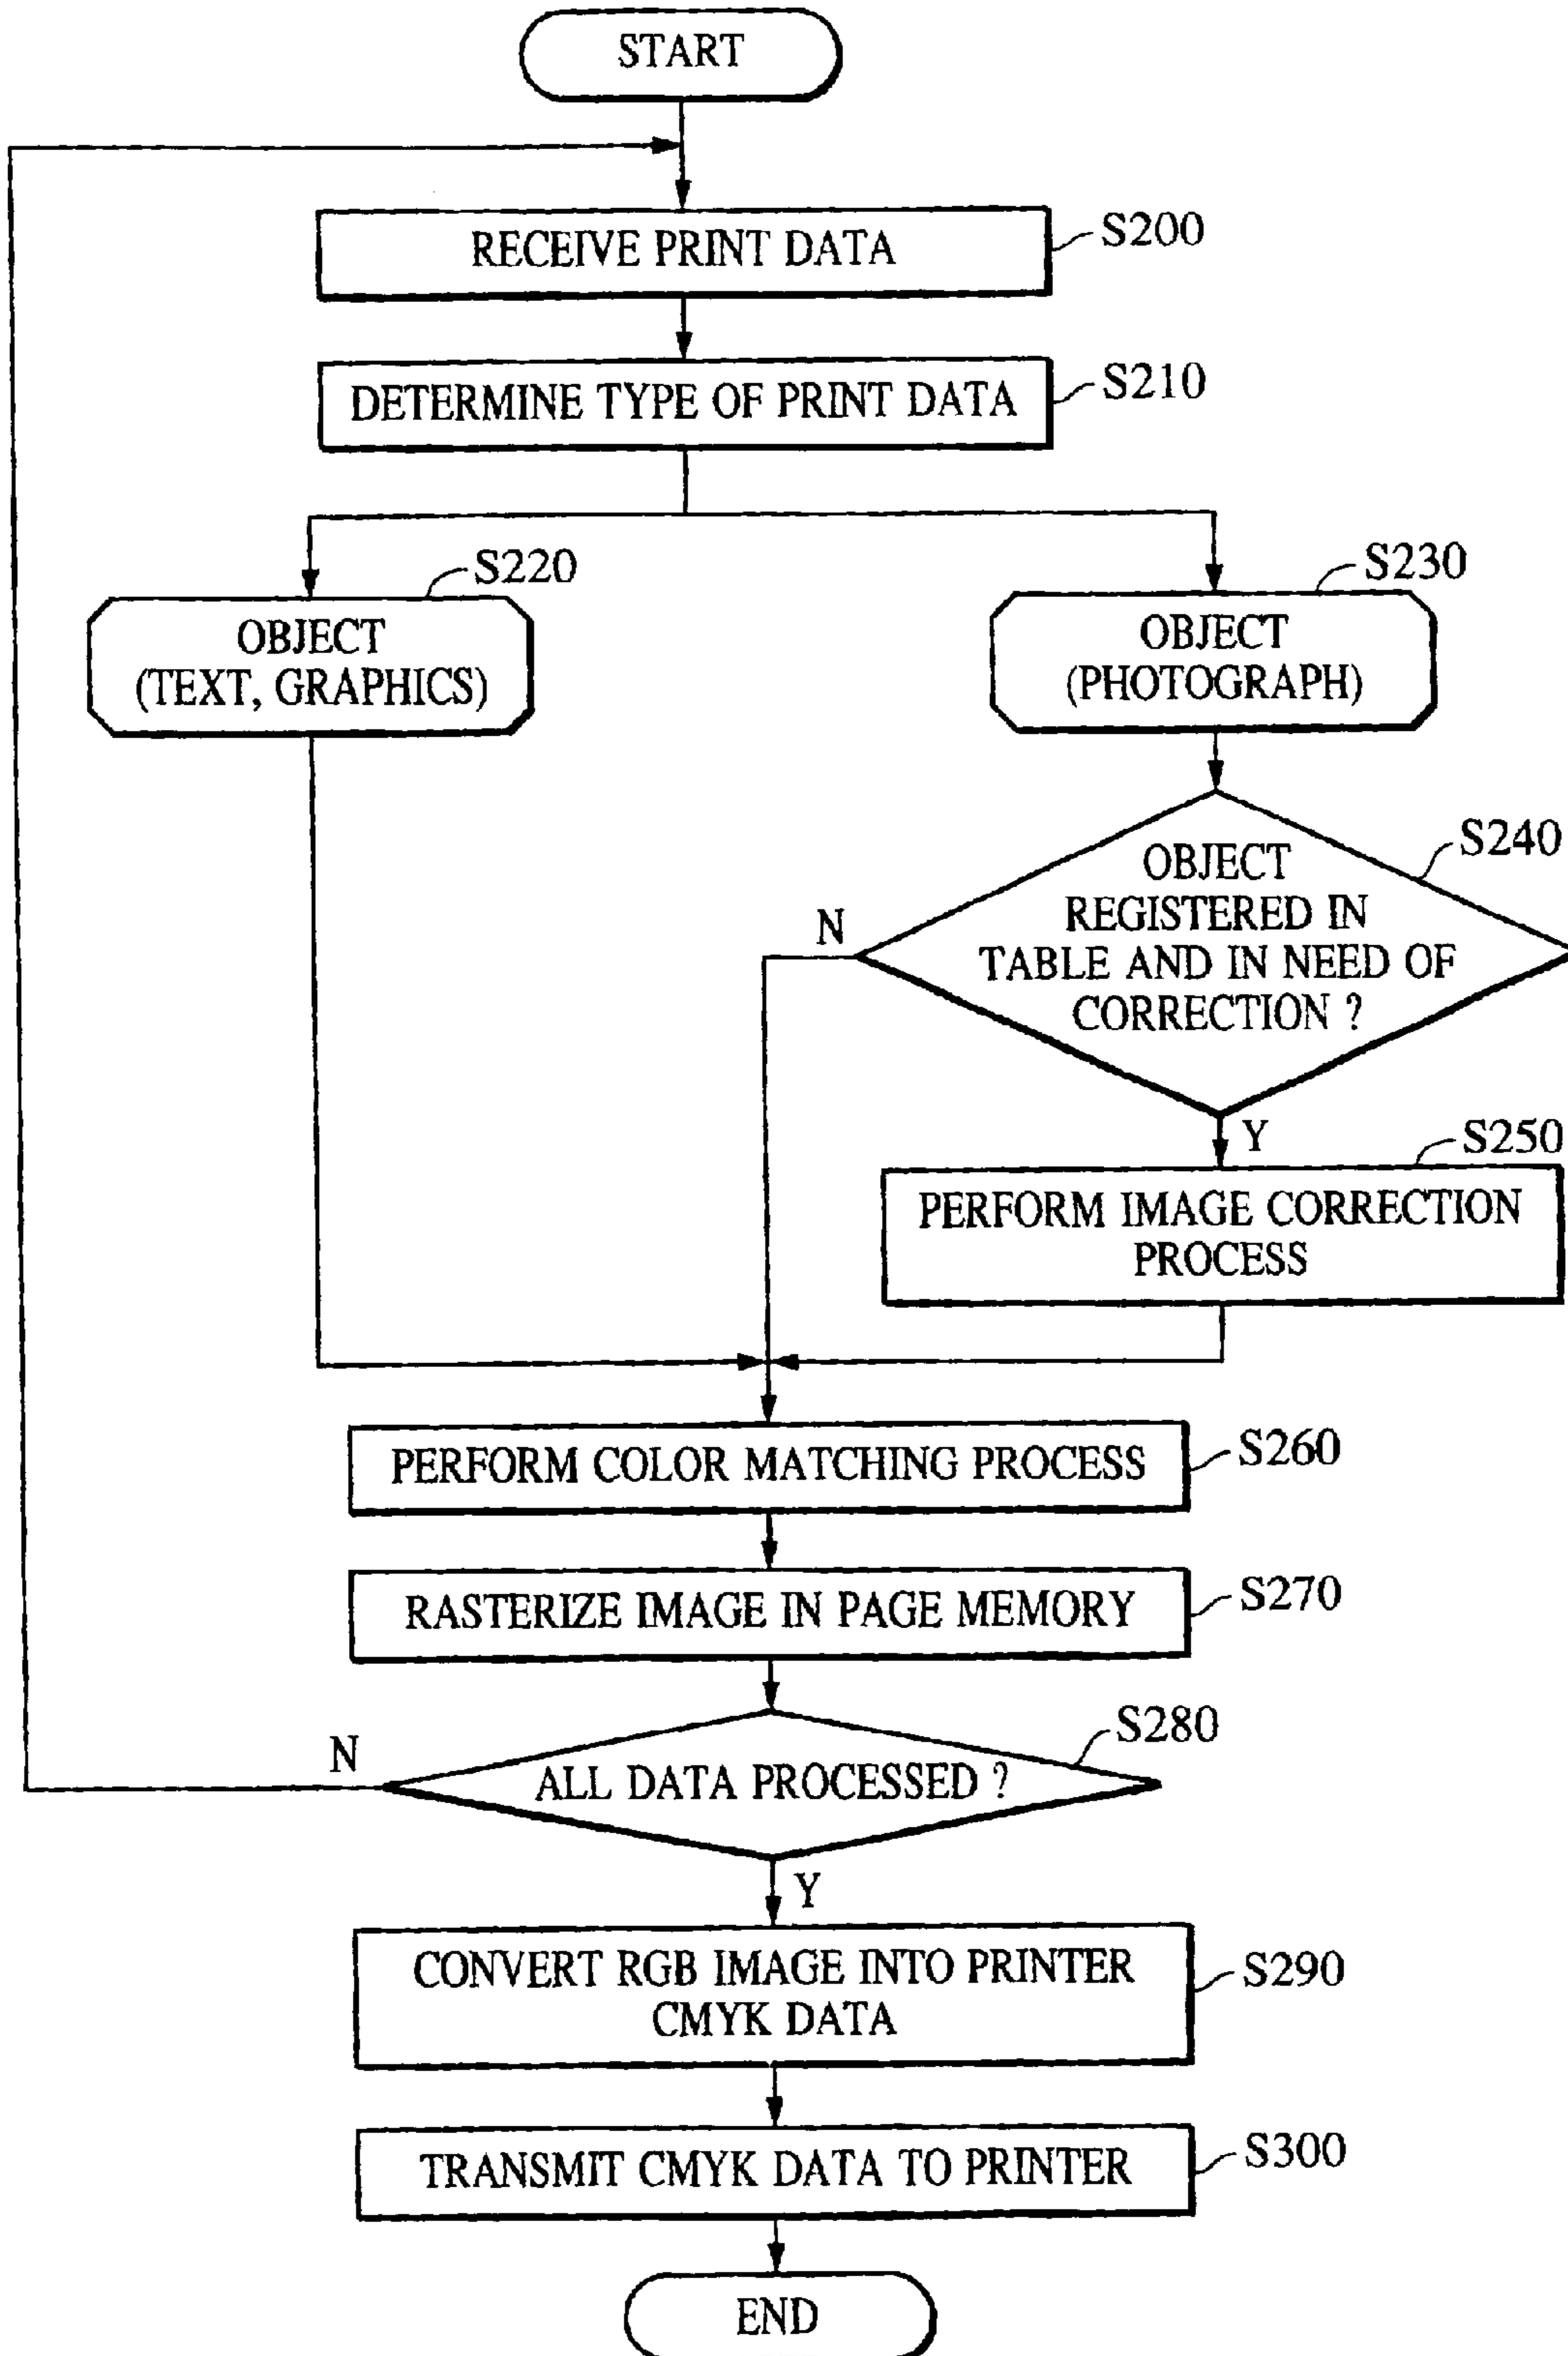 START
RECEIVE PRINT DATA
S200
DETERMINE TYPE OF PRINT DATA
S210
S220
OBJECT
(TEXT, GRAPHICS)
S230
OBJECT
(PHOTOGRAPH)
S240
OBJECT
REGISTERED IN
TABLE AND IN NEED OF
CORRECTION ?
N
Y
S250
PERFORM IMAGE CORRECTION
PROCESS
PERFORM COLOR MATCHING PROCESS
S260
RASTERIZE IMAGE IN PAGE MEMORY
S270
S280
ALL DATA PROCESSED ?
N
Y
CONVERT RGB IMAGE INTO PRINTER
CMYK DATA
S290
TRANSMIT CMYK DATA TO PRINTER
S300
END